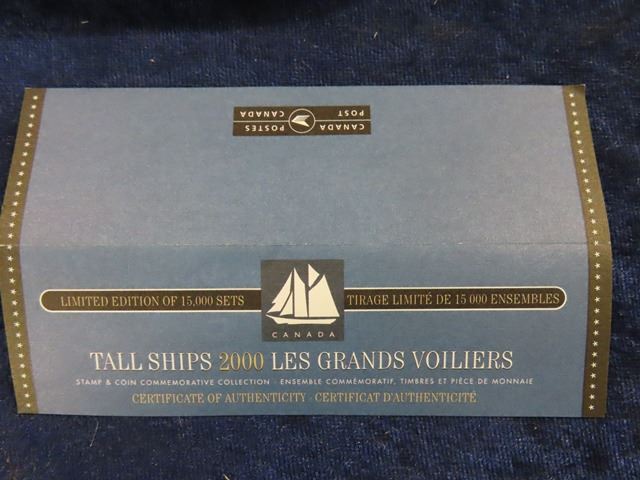 CANADA POSTES
POST CANADA
LIMITED EDITION OF 15,000 SETS TIRAGE LIMITÉ DE 15 000 ENSEMBLES
CANADA
TALL SHIPS 2000 LES GRANDS VOILIERS
STAMP & COIN COMMEMORATIVE COLLECTION · ENSEMBLE COMMÉMORATIF, TIMBRES ET PIÈCE DE MONNAIE
CERTIFICATE OF AUTHENTICITY · CERTIFICAT D'AUTHENTICITÉ